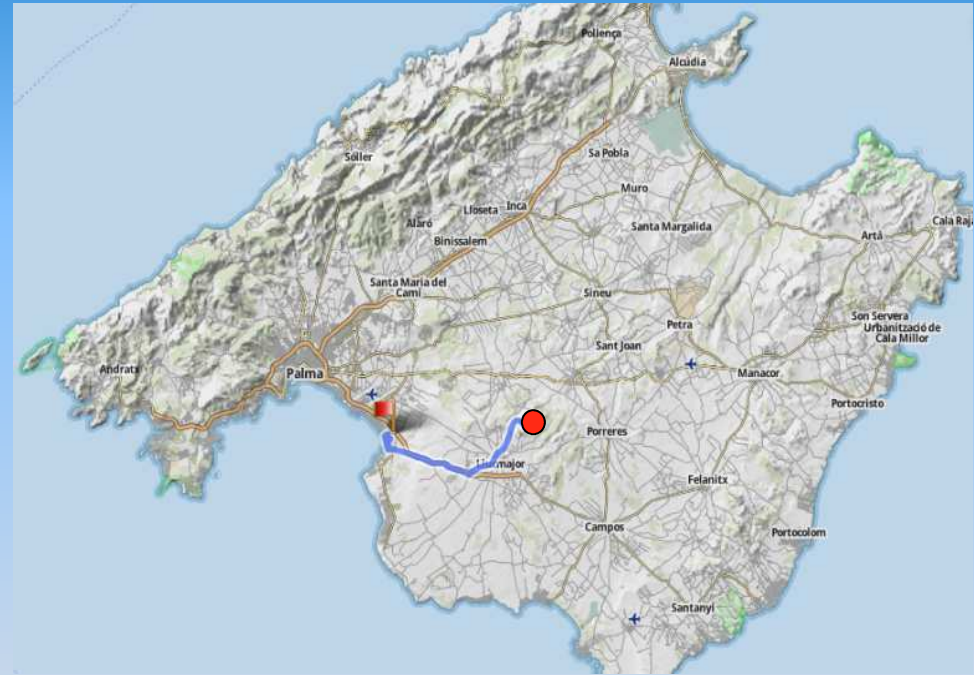 Pollença
Alcúdia
Sóller
Sa Pobla
Muro
Lloseta
Inca
Alaró
Santa Margalida
Artà
Cala Raja
Binissalem
Santa Maria del
Camí
Sineu
Petra
Son Servera
Urbanització de
Cala Millor
Sant Joan
Andratx
Palma
Manacor
Portocristo
Porreres
Llucmajor
Felanitx
Campos
Portocolom
Santanyí